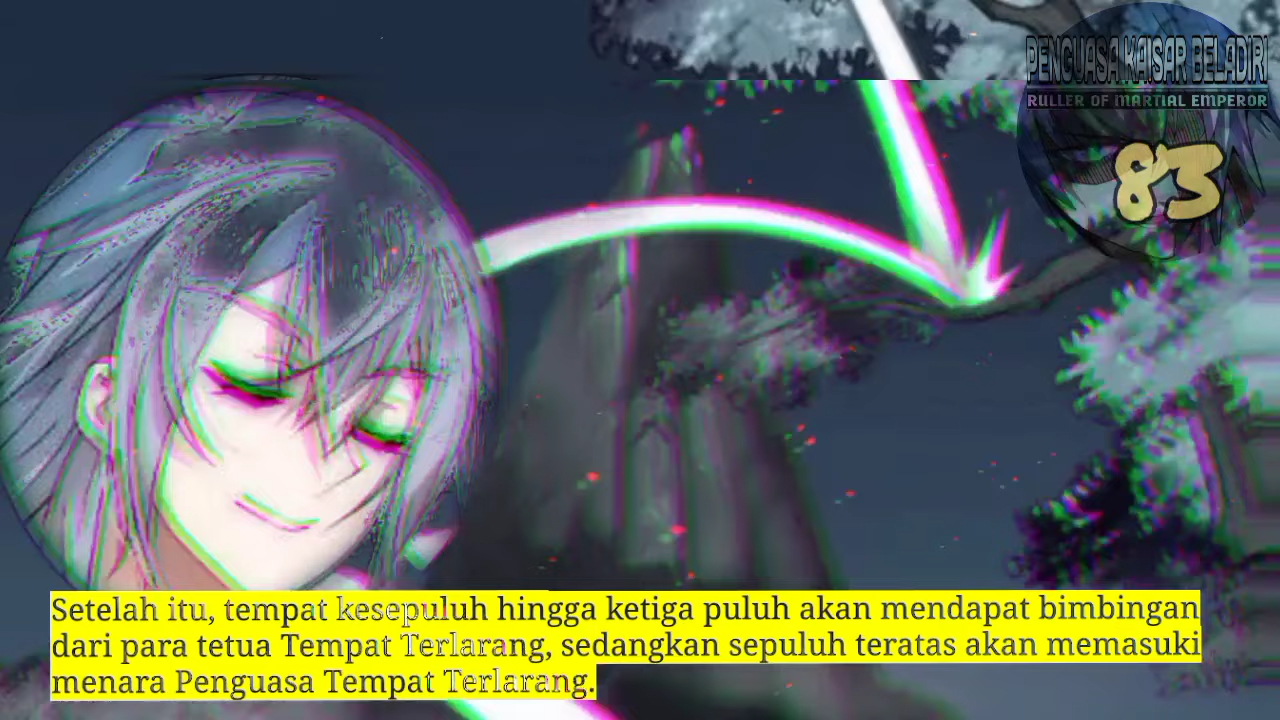 PENGUASA KAISAR BELADIRI
RULLER OF MARTIAL EMPEROR
83
Setelah itu, tempat kesepuluh hingga ketiga puluh akan mendapat bimbingan
dari para tetua Tempat Terlarang, sedangkan sepuluh teratas akan memasuki
menara Penguasa Tempat Terlarang.